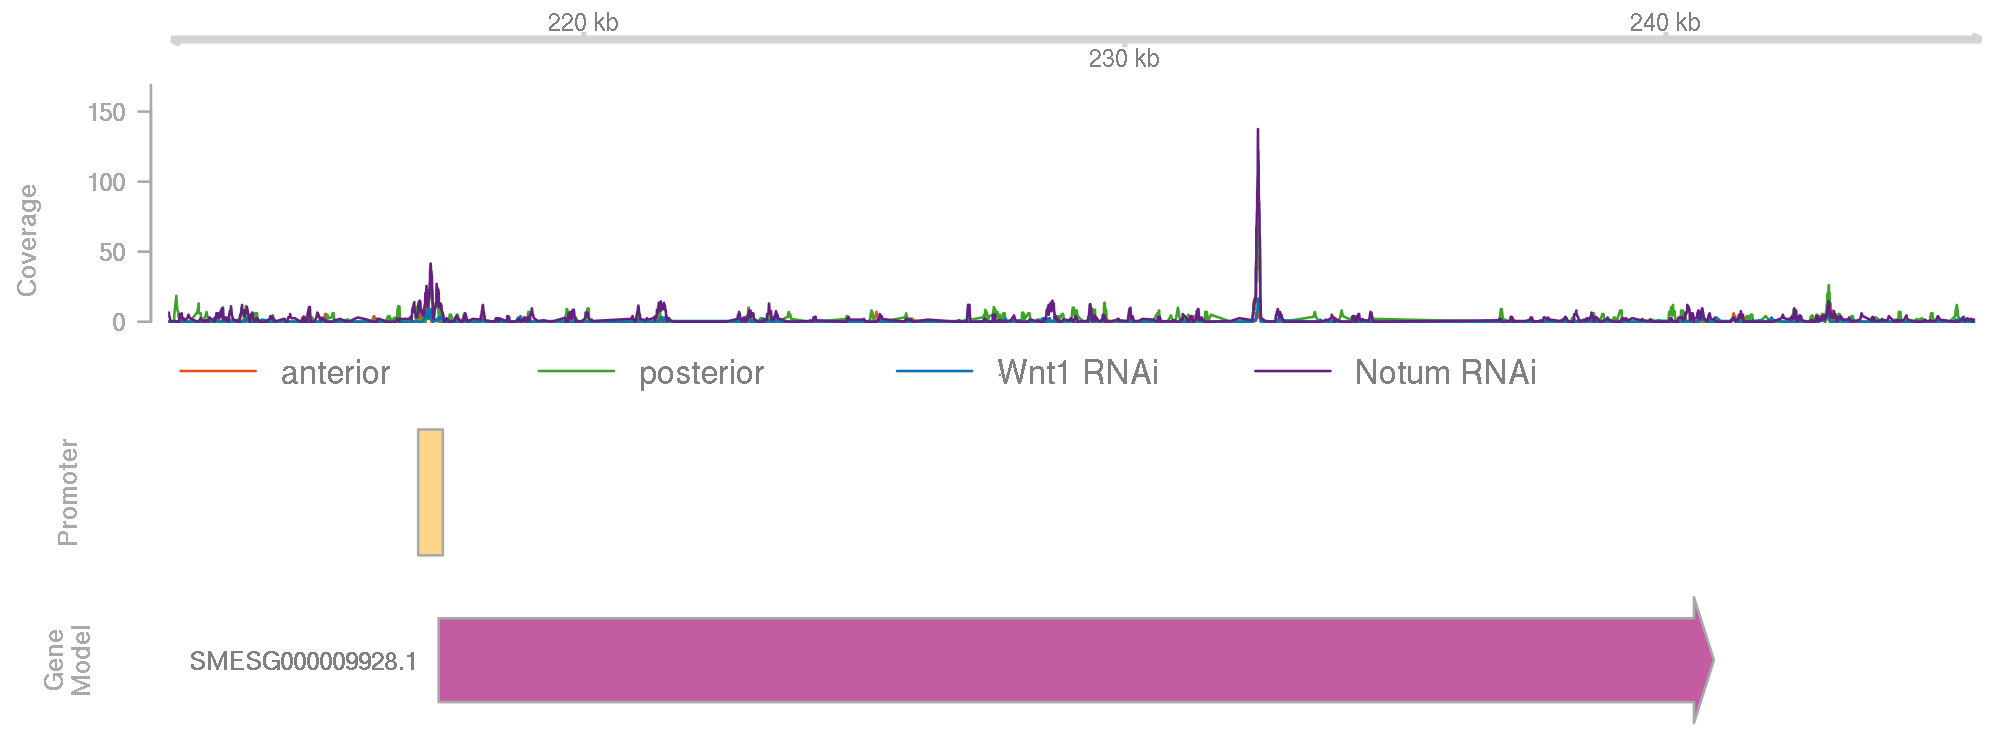 220 kb
240 kb
230 kb
150
100
50
0
Coverage
anterior
posterior
Wnt1 RNAi
Notum RNAi
Promoter
Gene
Model
SMESG000009928.1